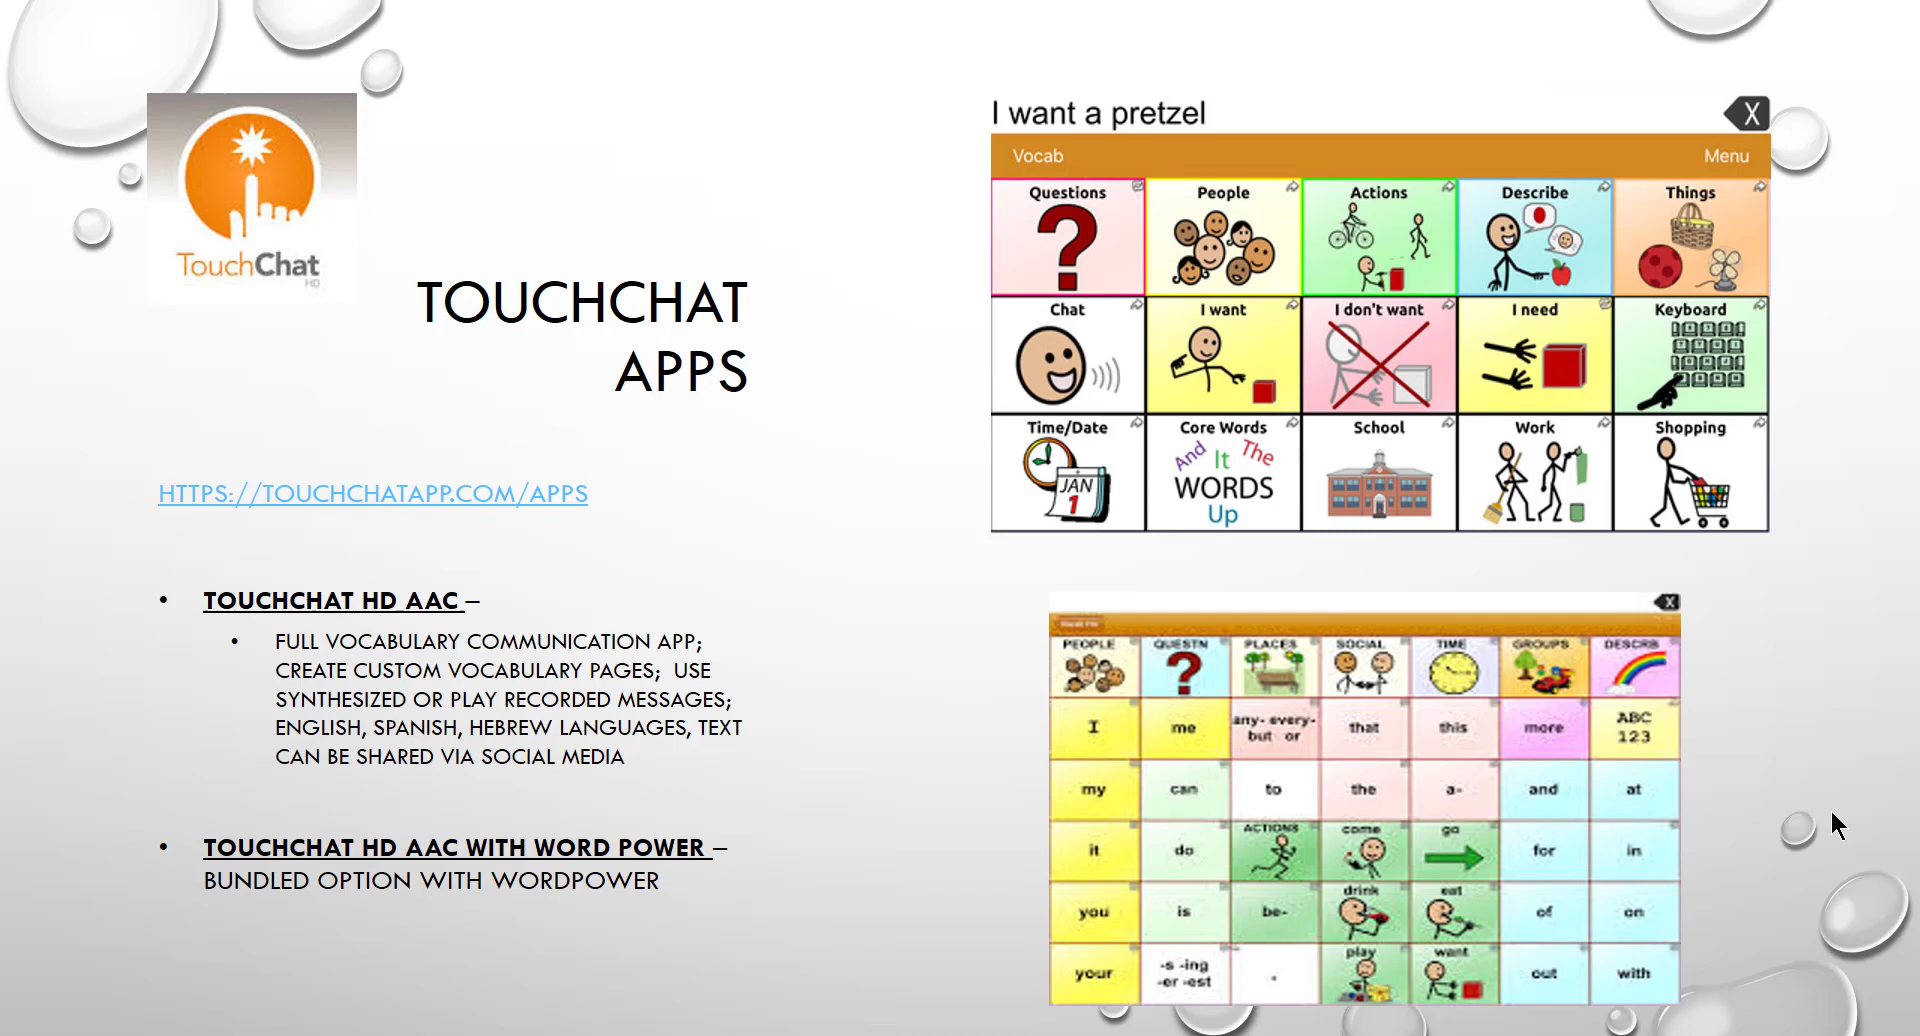 TouchChat
HD
TOUCHCHAT
APPS
HTTPS://TOUCHCHATAPP.COM/APPS
• TOUCHCHAT HD AAC –
• FULL VOCABULARY COMMUNICATION APP;
CREATE CUSTOM VOCABULARY PAGES; USE
SYNTHESIZED OR PLAY RECORDED MESSAGES;
ENGLISH, SPANISH, HEBREW LANGUAGES, TEXT
CAN BE SHARED VIA SOCIAL MEDIA
• TOUCHCHAT HD AAC WITH WORD POWER –
BUNDLED OPTION WITH WORDPOWER
I want a pretzel X
Vocab Menu
Questions People Actions Describe Things
Chat I want I don't want I need Keyboard
Time/Date Core Words School Work Shopping
JAN
1
And It The
WORDS
Up
X
PEOPLE QUESTN PLACES SOCIAL TIME GROUPS DESCRB
I me any- every- that this more ABC
but or 123
my can to the a- and at
it do ACTIONS come go for in
you is be- drink eat of on
your -s -ing . play want out with
-er -est